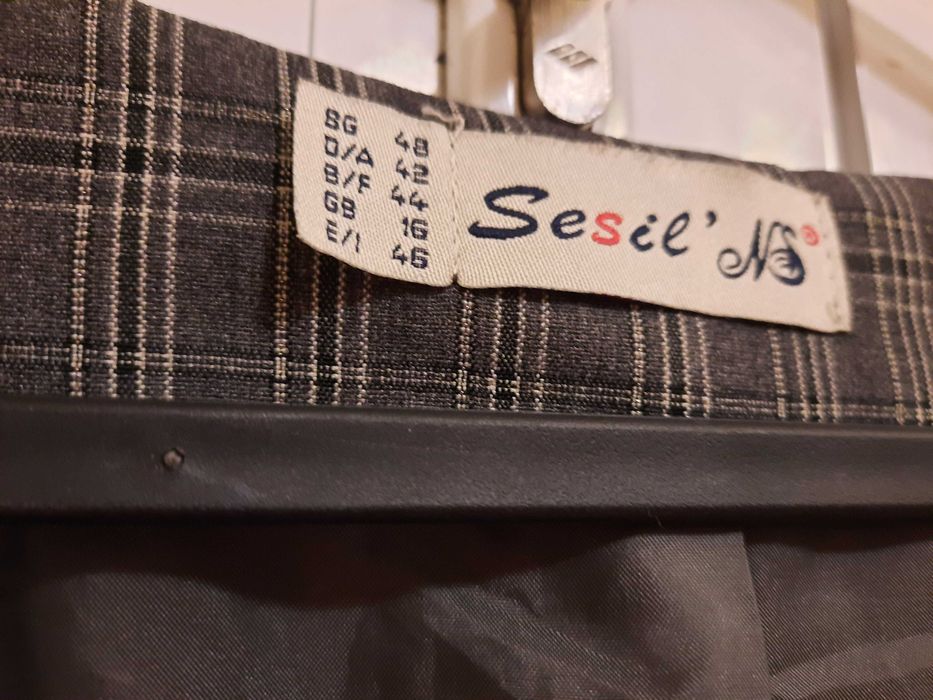 BG 48
D/A 42
B/F 44
GB 16
E/I 46
Sesil' NS®